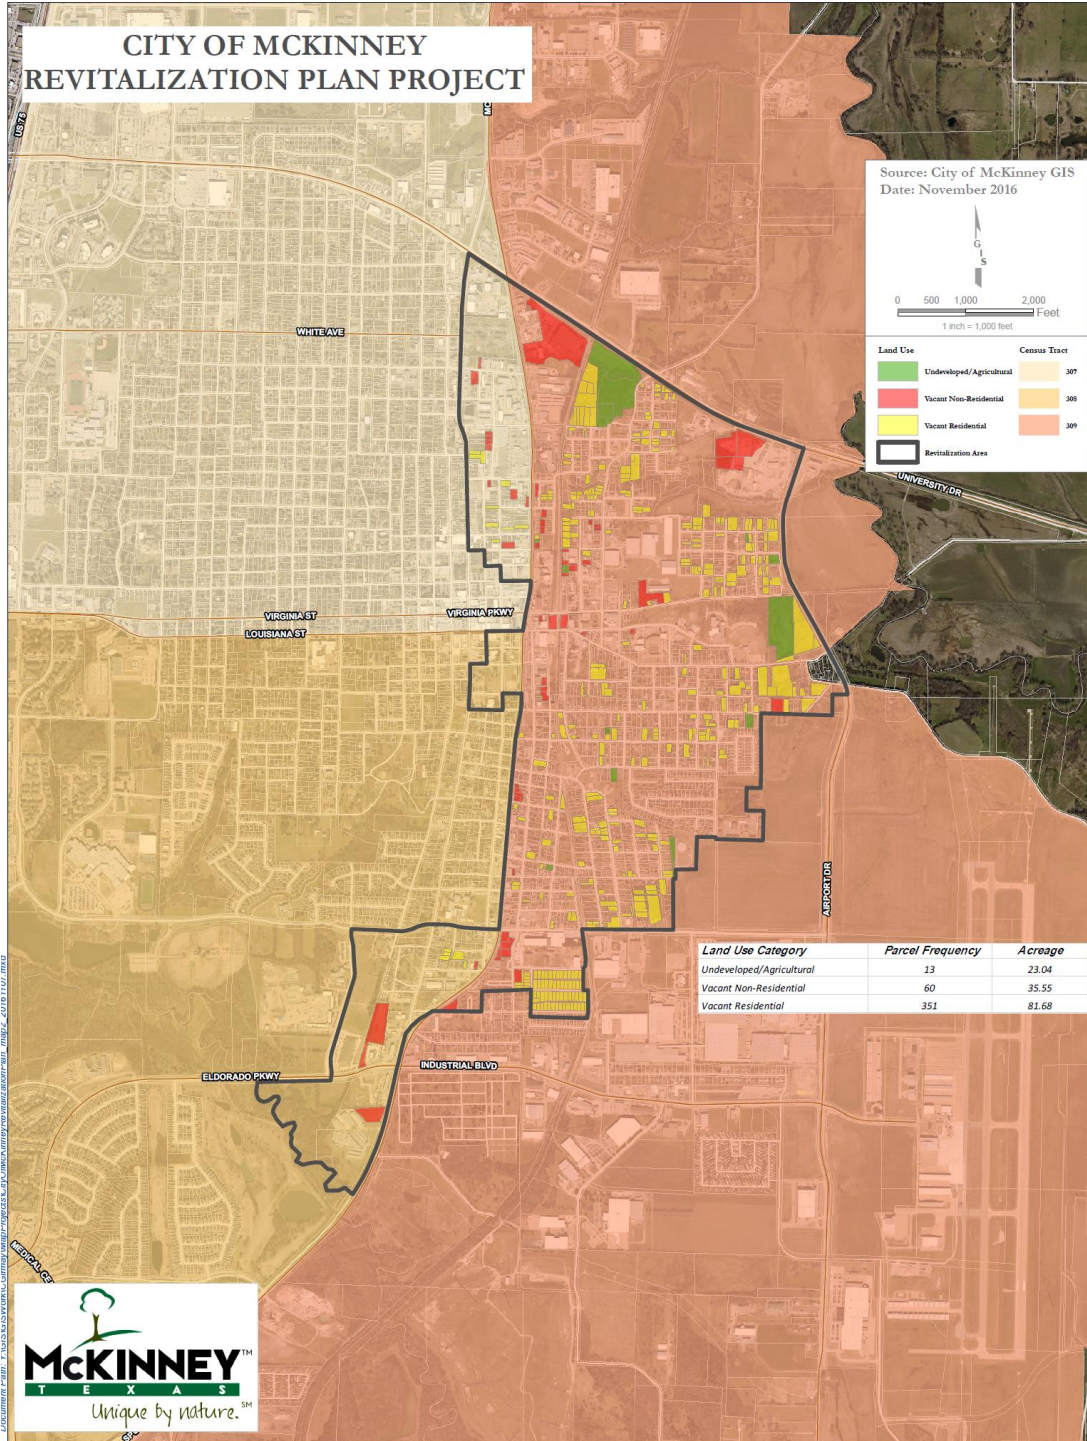 CITY OF MCKINNEY
REVITALIZATION PLAN PROJECT
US 75
Source: City of McKinney GIS
Date: November 2016
G
I
S
0 500 1,000 2,000
Feet
1 inch = 1,000 feet
Land Use Census Tract
Undeveloped/Agricultural 307
Vacant Non-Residential 308
Vacant Residential 309
Revitalization Area
WHITE AVE
UNIVERSITY DR
VIRGINIA ST
VIRGINIA PKWY
LOUISIANA ST
AIRPORT DR
Land Use Category Parcel Frequency Acreage
Undeveloped/Agricultural 13 23.04
Vacant Non-Residential 60 35.55
Vacant Residential 351 81.68
INDUSTRIAL BLVD
ELDORADO PKWY
MEDICAL
MCKINNEY™
TEXAS
Unique by nature.℠